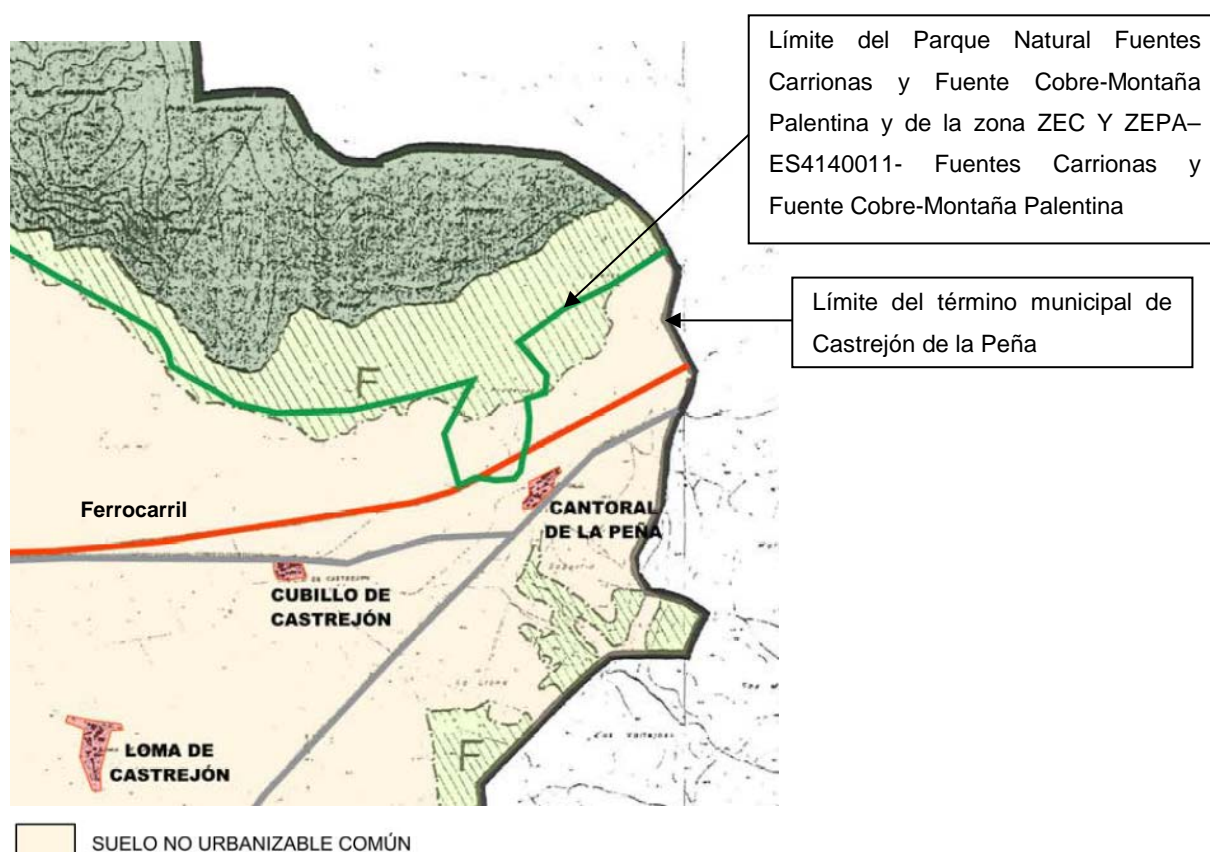 Límite del Parque Natural Fuentes
Carrionas y Fuente Cobre-Montaña
Palentina y de la zona ZEC Y ZEPA–
ES4140011- Fuentes Carrionas y
Fuente Cobre-Montaña Palentina
Límite del término municipal de
Castrejón de la Peña
F
Ferrocarril
CANTORAL
DE LA PEÑA
DE CASTREJON
CUBILLO DE
CASTREJÓN
F
LOMA DE
CASTREJÓN
SUELO NO URBANIZABLE COMÚN